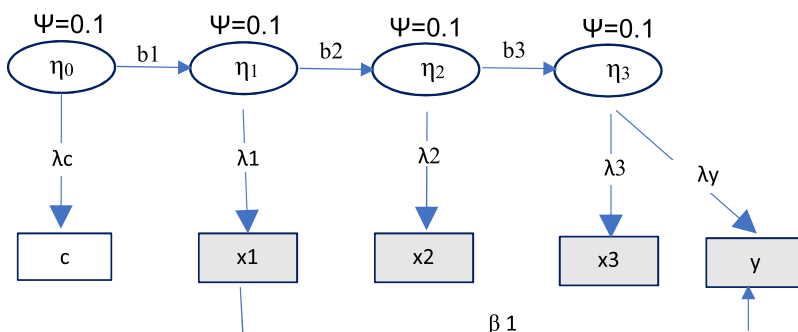 Ψ=0.1 Ψ=0.1 Ψ=0.1 Ψ=0.1
b1 b2 b3
η0 η1 η2 η3
λc λ1 λ2 λ3 λy
c x1 x2 x3 y
β 1